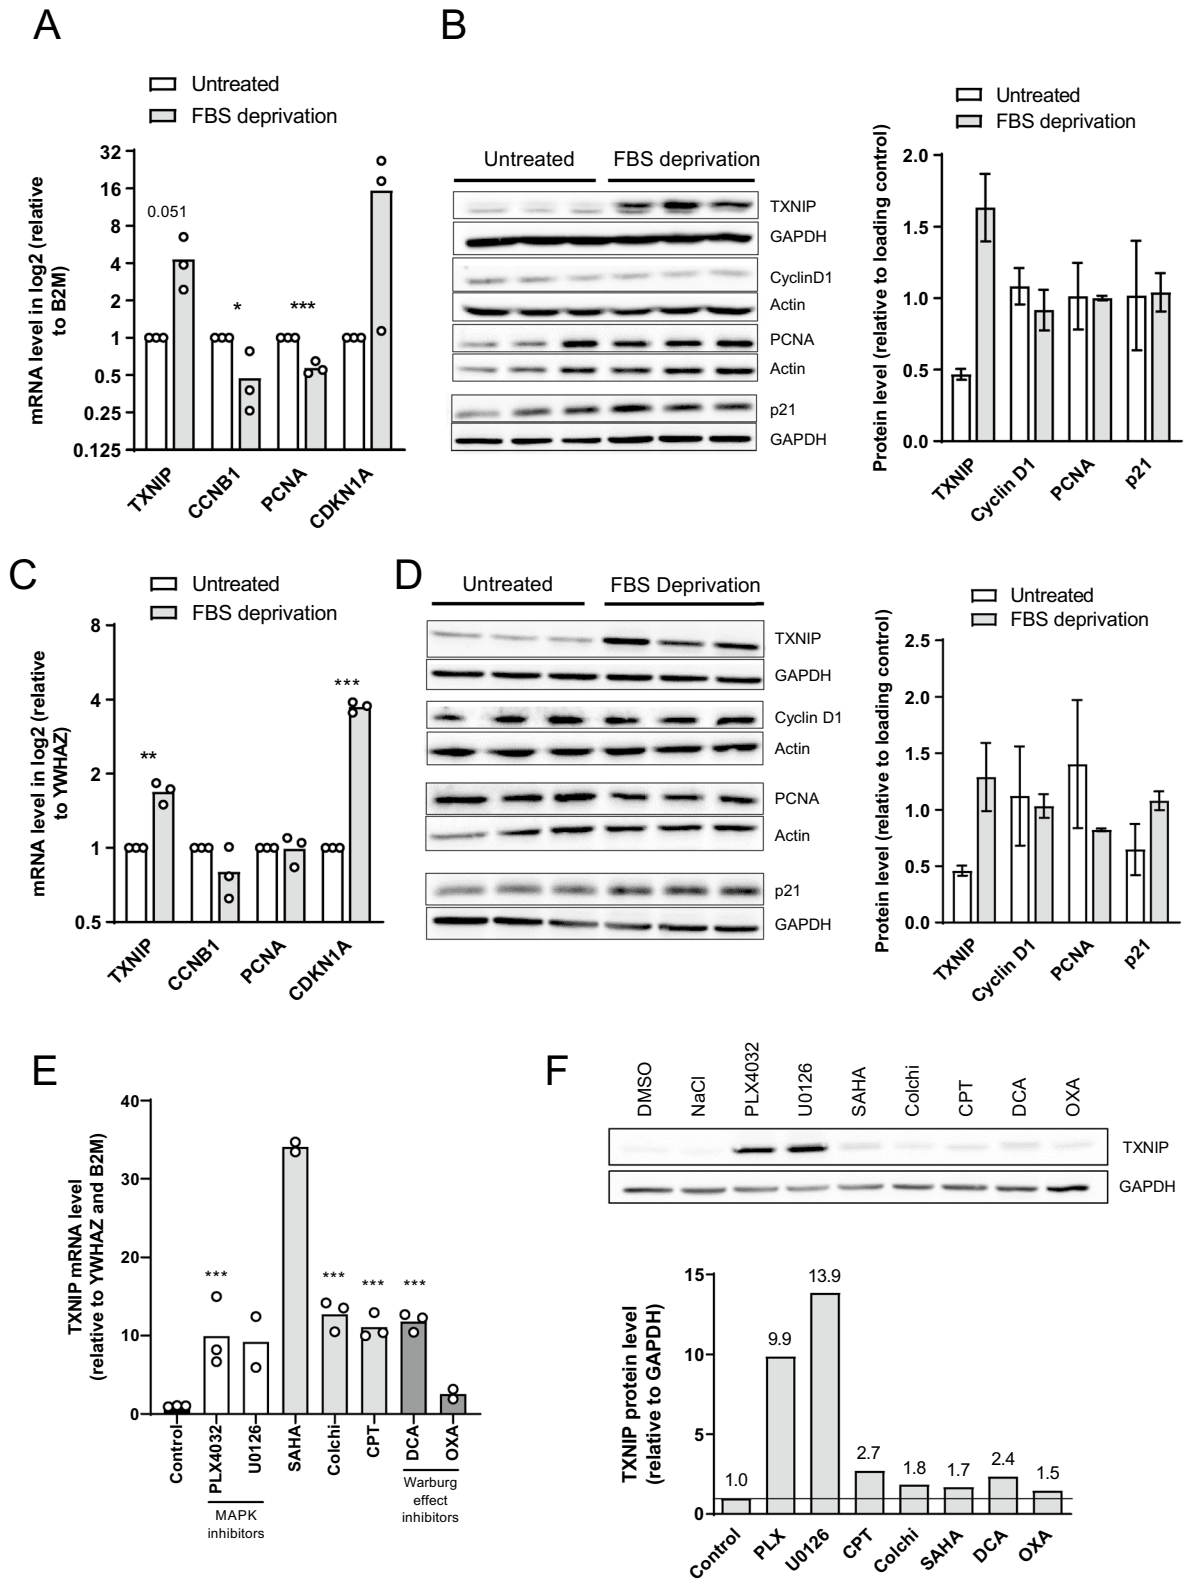 A
Untreated
FBS deprivation
mRNA level in log2 (relative
to B2M)
32
16
8
4
2
1
0.5
0.25
0.125
0.051
*
***
TXNIP
CCNB1
PCNA
CDKN1A
B
Untreated
FBS deprivation
TXNIP
GAPDH
CyclinD1
Actin
PCNA
Actin
p21
GAPDH
Untreated
FBS deprivation
Protein level (relative to loading control)
2.0
1.5
1.0
0.5
0.0
TXNIP
Cyclin D1
PCNA
p21
C
Untreated
FBS deprivation
mRNA level in log2 (relative
to YWHAZ)
8
4
2
1
0.5
**
***
TXNIP
CCNB1
PCNA
CDKN1A
D
Untreated
FBS Deprivation
TXNIP
GAPDH
Cyclin D1
Actin
PCNA
Actin
p21
GAPDH
Untreated
FBS deprivation
Protein level (relative to loading control)
2.5
2.0
1.5
1.0
0.5
0.0
TXNIP
Cyclin D1
PCNA
p21
E
TXNIP mRNA level
(relative to YWHAZ and B2M)
40
30
20
10
0
***
***
***
***
Control
PLX4032
U0126
SAHA
Colchi
CPT
DCA
OXA
MAPK
inhibitors
Warburg
effect
inhibitors
F
DMSO
NaCl
PLX4032
U0126
SAHA
Colchi
CPT
DCA
OXA
TXNIP
GAPDH
TXNIP protein level
(relative to GAPDH)
15
10
5
0
1.0
9.9
13.9
2.7
1.8
1.7
2.4
1.5
Control
PLX
U0126
CPT
Colchi
SAHA
DCA
OXA